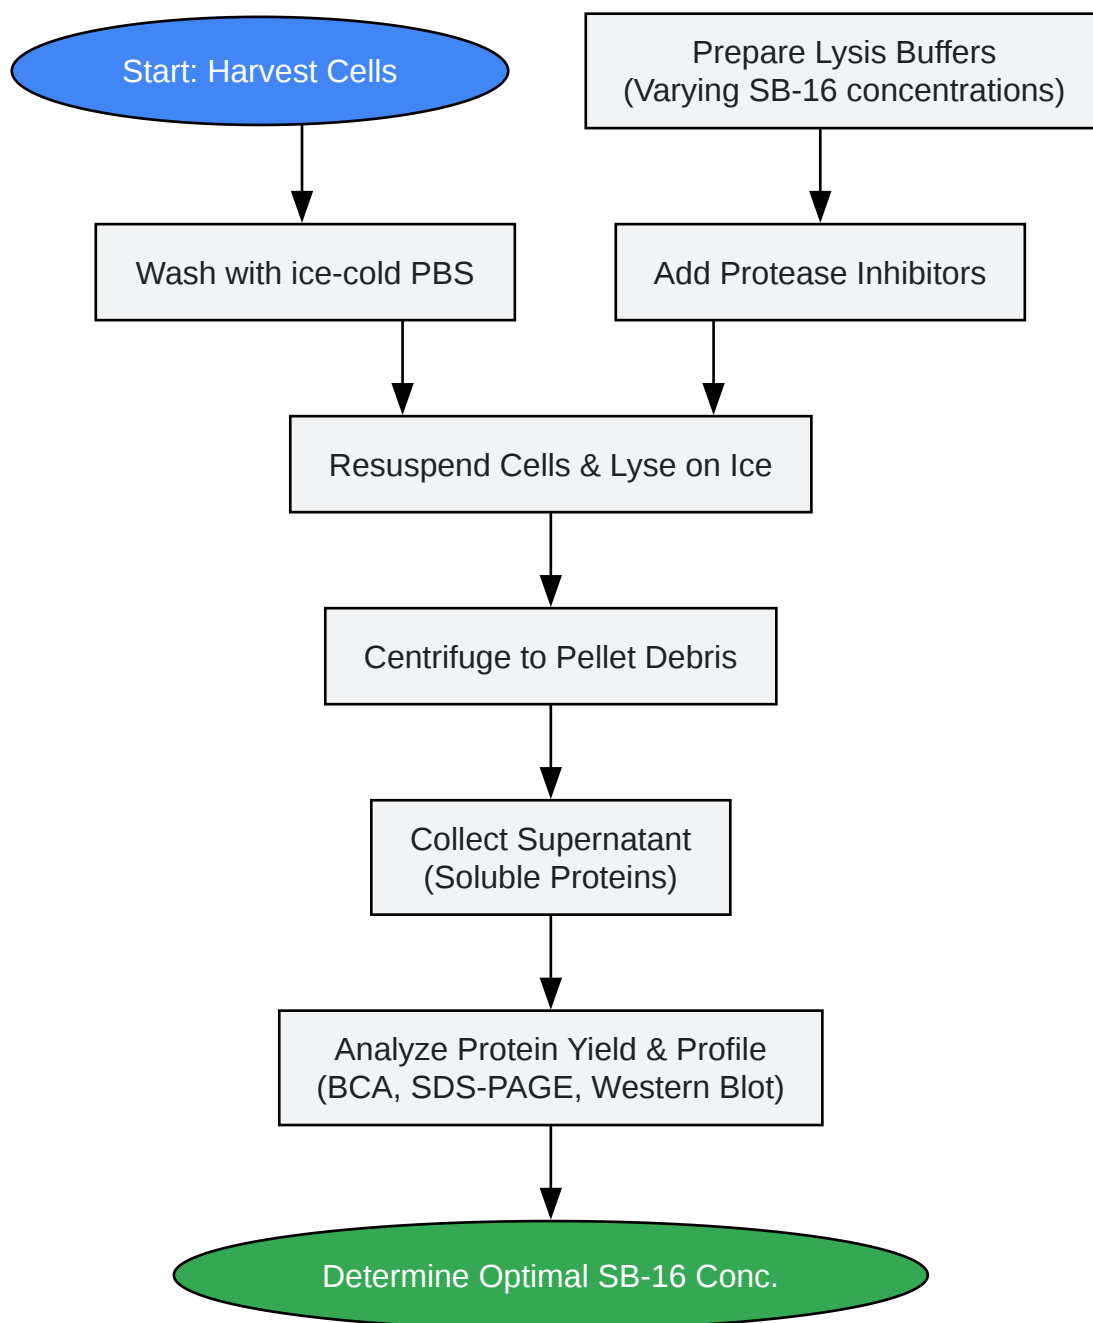 Start: Harvest Cells
Prepare Lysis Buffers
(Varying SB-16 concentrations)
Wash with ice-cold PBS
Add Protease Inhibitors
Resuspend Cells & Lyse on Ice
Centrifuge to Pellet Debris
Collect Supernatant
(Soluble Proteins)
Analyze Protein Yield & Profile
(BCA, SDS-PAGE, Western Blot)
Determine Optimal SB-16 Conc.